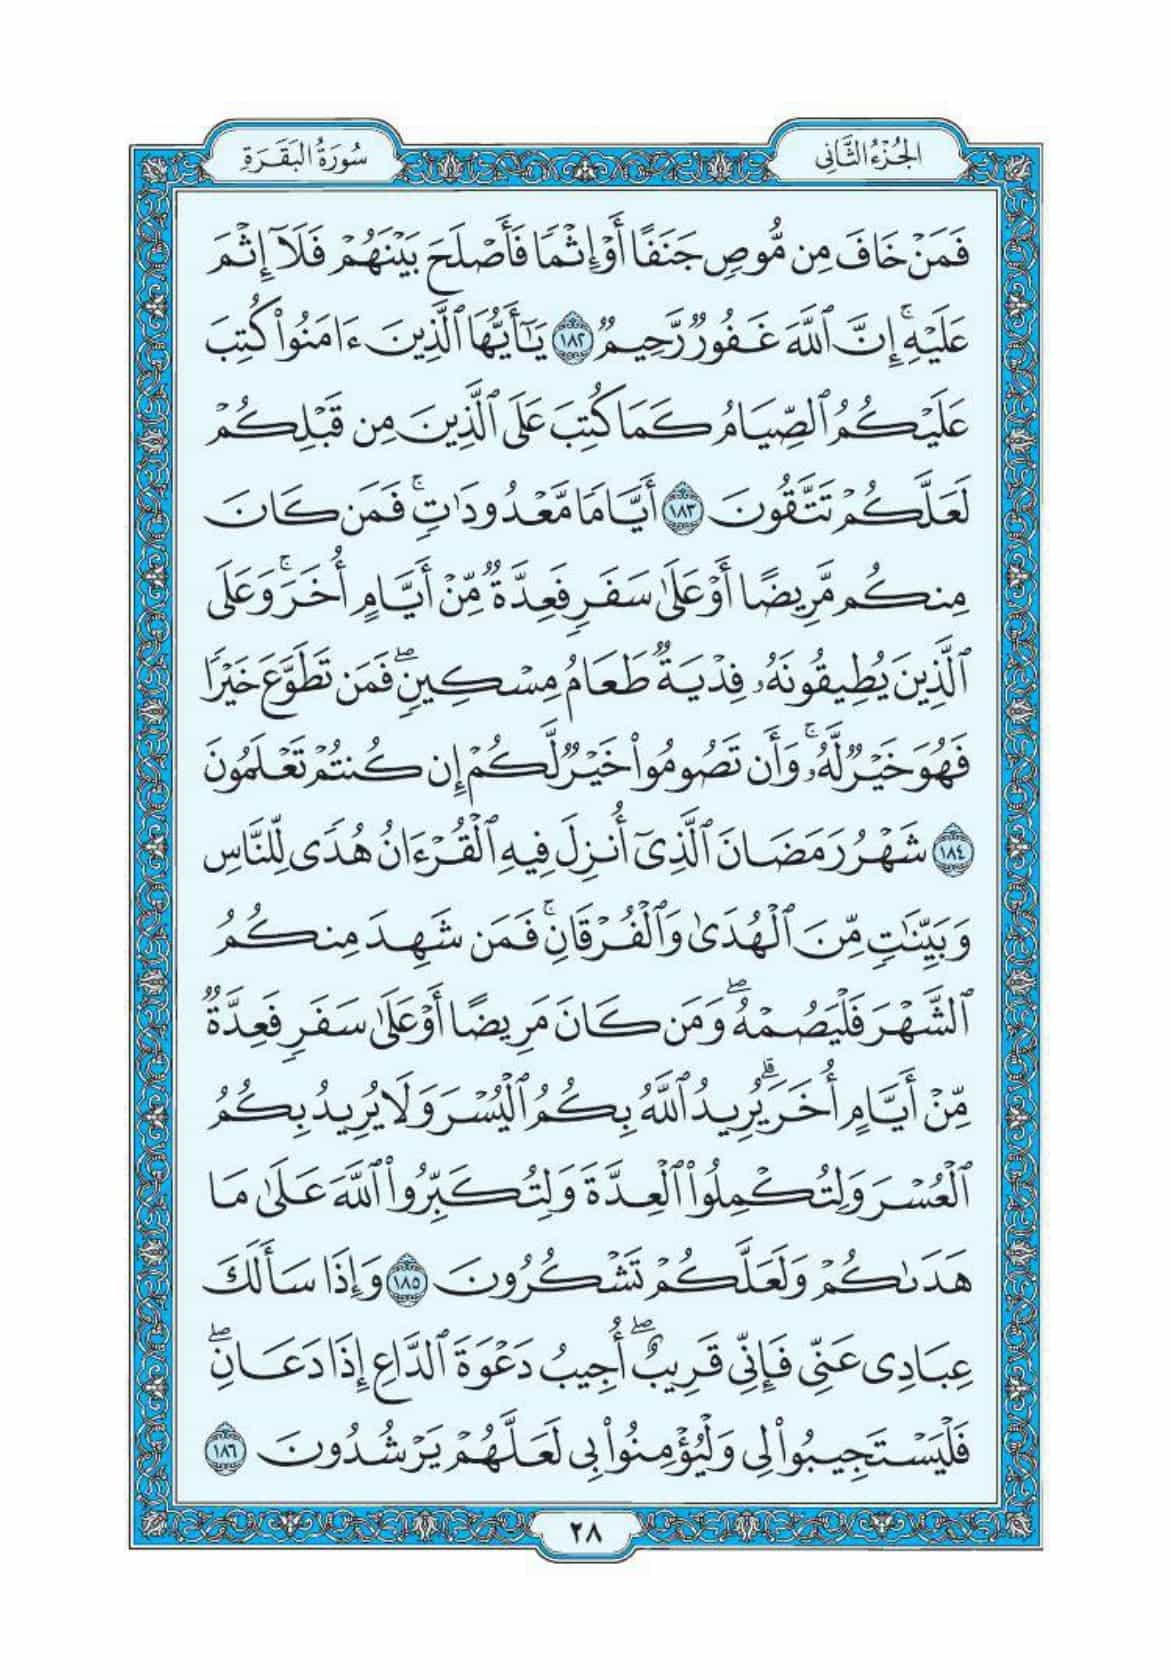 الجُزْءُ الثَّانِي
سُورَةُ البَقَرَةِ
فَمَنْ خَافَ مِن مُّوصٍ جَنَفًا أَوْ إِثْمًا فَأَصْلَحَ بَيْنَهُمْ فَلَآ إِثْمَ
عَلَيْهِۚ إِنَّ ٱللَّهَ غَفُورٌ رَّحِيمٌ ١٨٢ يَٰٓأَيُّهَا ٱلَّذِينَ ءَامَنُوا۟ كُتِبَ
عَلَيْكُمُ ٱلصِّيَامُ كَمَا كُتِبَ عَلَى ٱلَّذِينَ مِن قَبْلِكُمْ
لَعَلَّكُمْ تَتَّقُونَ ١٨٣ أَيَّامًا مَّعْدُودَٰتٍۚ فَمَن كَانَ
مِنكُم مَّرِيضًا أَوْ عَلَىٰ سَفَرٍ فَعِدَّةٌ مِّنْ أَيَّامٍ أُخَرَۚ وَعَلَى
ٱلَّذِينَ يُطِيقُونَهُۥ فِدْيَةٌ طَعَامُ مِسْكِينٍۖ فَمَن تَطَوَّعَ خَيْرًا
فَهُوَ خَيْرٌ لَّهُۥۚ وَأَن تَصُومُوا۟ خَيْرٌ لَّكُمْ إِن كُنتُمْ تَعْلَمُونَ
١٨٤ شَهْرُ رَمَضَانَ ٱلَّذِىٓ أُنزِلَ فِيهِ ٱلْقُرْءَانُ هُدًى لِّلنَّاسِ
وَبَيِّنَٰتٍ مِّنَ ٱلْهُدَىٰ وَٱلْفُرْقَانِۚ فَمَن شَهِدَ مِنكُمُ
ٱلشَّهْرَ فَلْيَصُمْهُۖ وَمَن كَانَ مَرِيضًا أَوْ عَلَىٰ سَفَرٍ فَعِدَّةٌ
مِّنْ أَيَّامٍ أُخَرَۗ يُرِيدُ ٱللَّهُ بِكُمُ ٱلْيُسْرَ وَلَا يُرِيدُ بِكُمُ
ٱلْعُسْرَ وَلِتُكْمِلُوا۟ ٱلْعِدَّةَ وَلِتُكَبِّرُوا۟ ٱللَّهَ عَلَىٰ مَا
هَدَىٰكُمْ وَلَعَلَّكُمْ تَشْكُرُونَ ١٨٥ وَإِذَا سَأَلَكَ
عِبَادِى عَنِّى فَإِنِّى قَرِيبٌۖ أُجِيبُ دَعْوَةَ ٱلدَّاعِ إِذَا دَعَانِۖ
فَلْيَسْتَجِيبُوا۟ لِى وَلْيُؤْمِنُوا۟ بِى لَعَلَّهُمْ يَرْشُدُونَ ١٨٦
٢٨